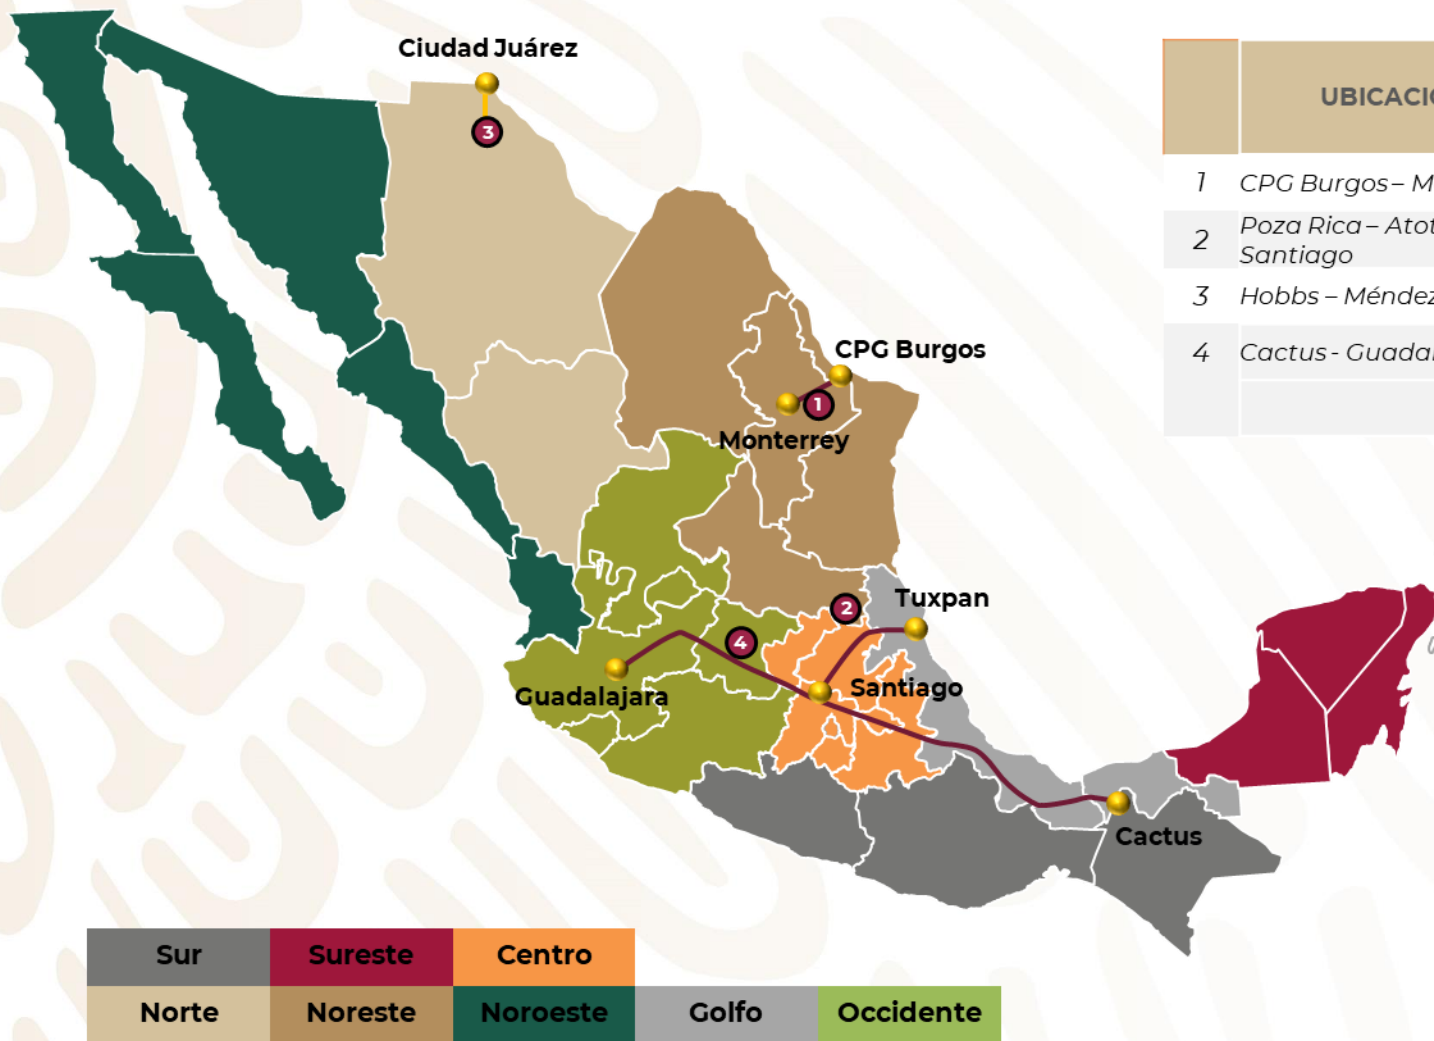 Ciudad Juárez
3
UBICACI
1 CPG Burgos – M
2 Poza Rica – Atot
Santiago
3 Hobbs – Méndez
4 Cactus - Guadal
CPG Burgos
1
Monterrey
2
Tuxpan
4
Guadalajara
Santiago
Cactus
Sur Sureste Centro
Norte Noreste Noroeste Golfo Occidente